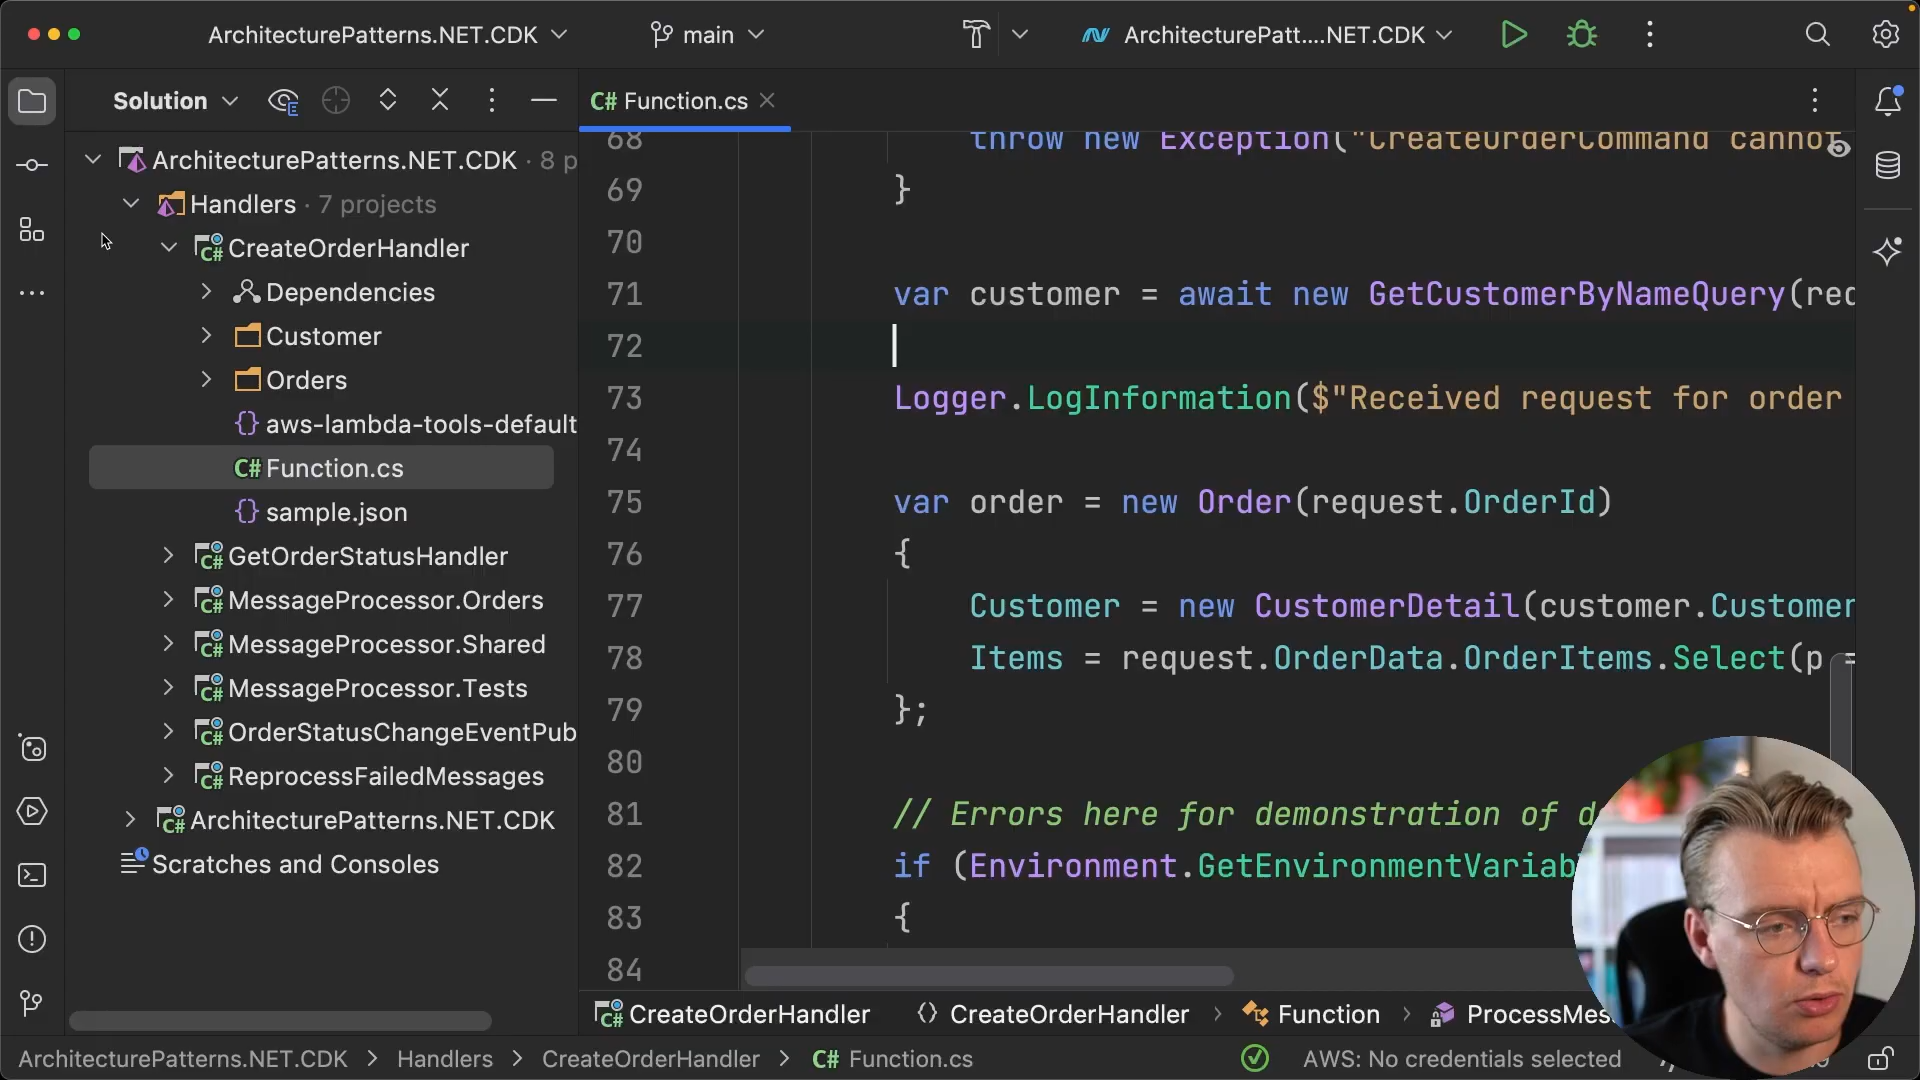 ArchitecturePatterns.NET.CDK
main
ArchitecturePatt....NET.CDK
Solution
C# Function.cs
ArchitecturePatterns.NET.CDK · 8 p
Handlers · 7 projects
CreateOrderHandler
Dependencies
Customer
Orders
{} aws-lambda-tools-default
C# Function.cs
{} sample.json
GetOrderStatusHandler
MessageProcessor.Orders
MessageProcessor.Shared
MessageProcessor.Tests
OrderStatusChangeEventPub
ReprocessFailedMessages
ArchitecturePatterns.NET.CDK
Scratches and Consoles
68 throw new Exception("CreateOrderCommand cannot
69 }
70
71 var customer = await new GetCustomerByNameQuery(req
72
73 Logger.LogInformation($"Received request for order
74
75 var order = new Order(request.OrderId)
76 {
77 Customer = new CustomerDetail(customer.Customer
78 Items = request.OrderData.OrderItems.Select(p =
79 };
80
81 // Errors here for demonstration of
82 if (Environment.GetEnvironmentVariab
83 {
84
CreateOrderHandler CreateOrderHandler > Function > ProcessMes
ArchitecturePatterns.NET.CDK > Handlers > CreateOrderHandler > C# Function.cs
AWS: No credentials selected